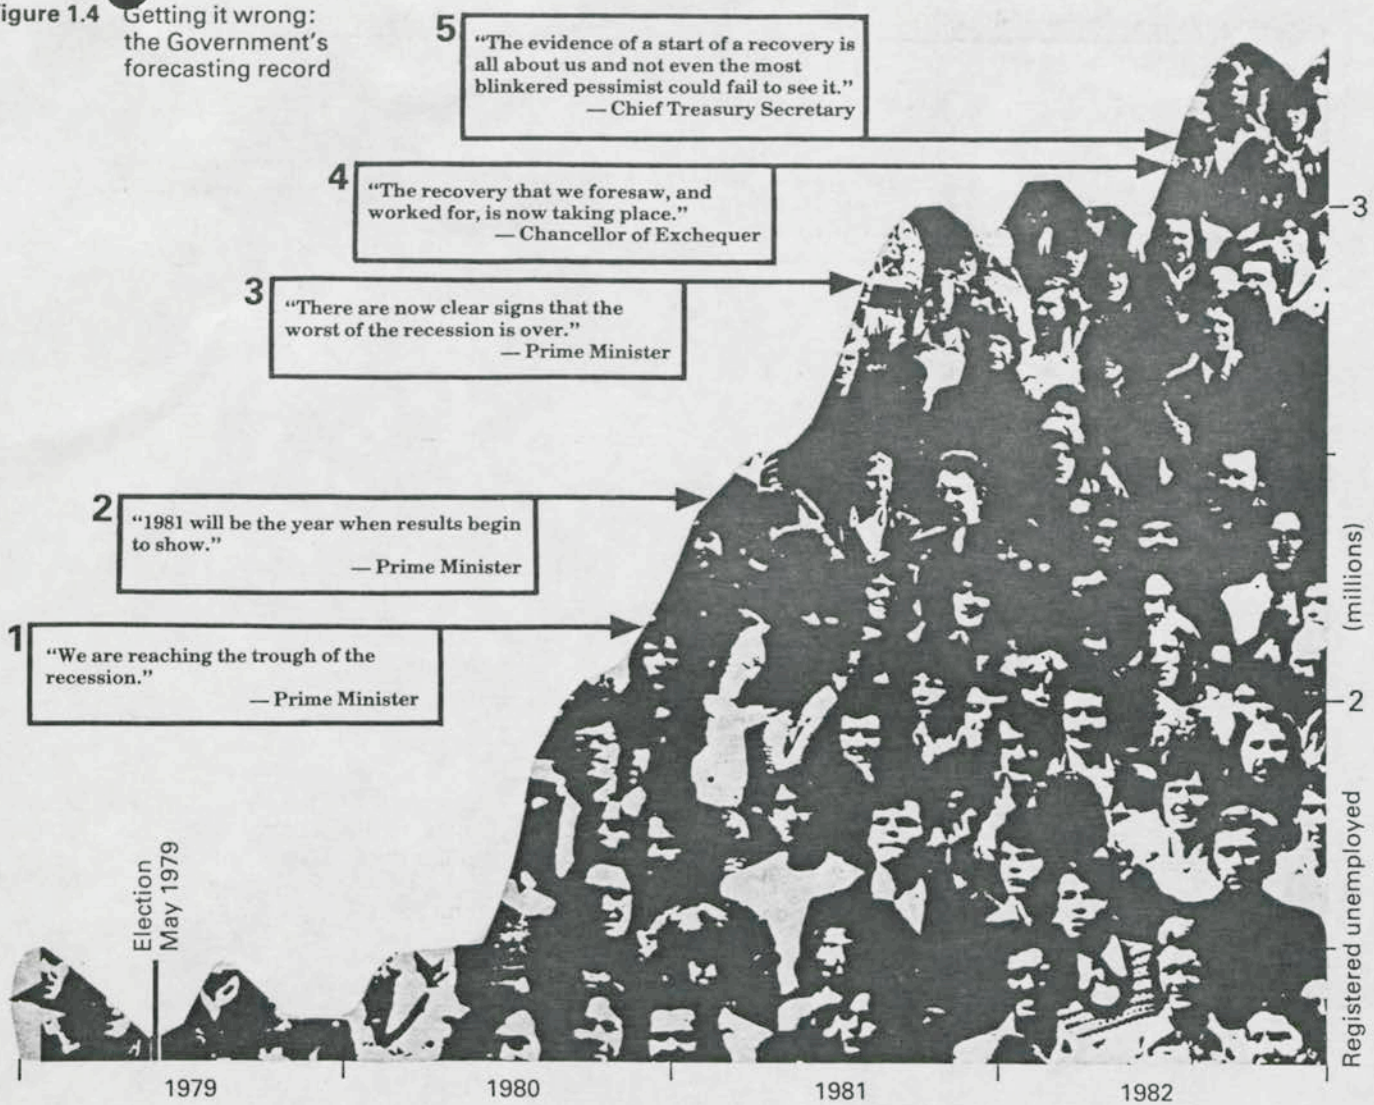 igure 1.4 Getting it wrong:
the Government's
forecasting record
5
“The evidence of a start of a recovery is
all about us and not even the most
blinkered pessimist could fail to see it.”
— Chief Treasury Secretary
4
“The recovery that we foresaw, and
worked for, is now taking place.”
— Chancellor of Exchequer
3
“There are now clear signs that the
worst of the recession is over.”
— Prime Minister
2
“1981 will be the year when results begin
to show.”
— Prime Minister
1
“We are reaching the trough of the
recession.”
— Prime Minister
Election
May 1979
3
2
Registered unemployed (millions)
1979
1980
1981
1982